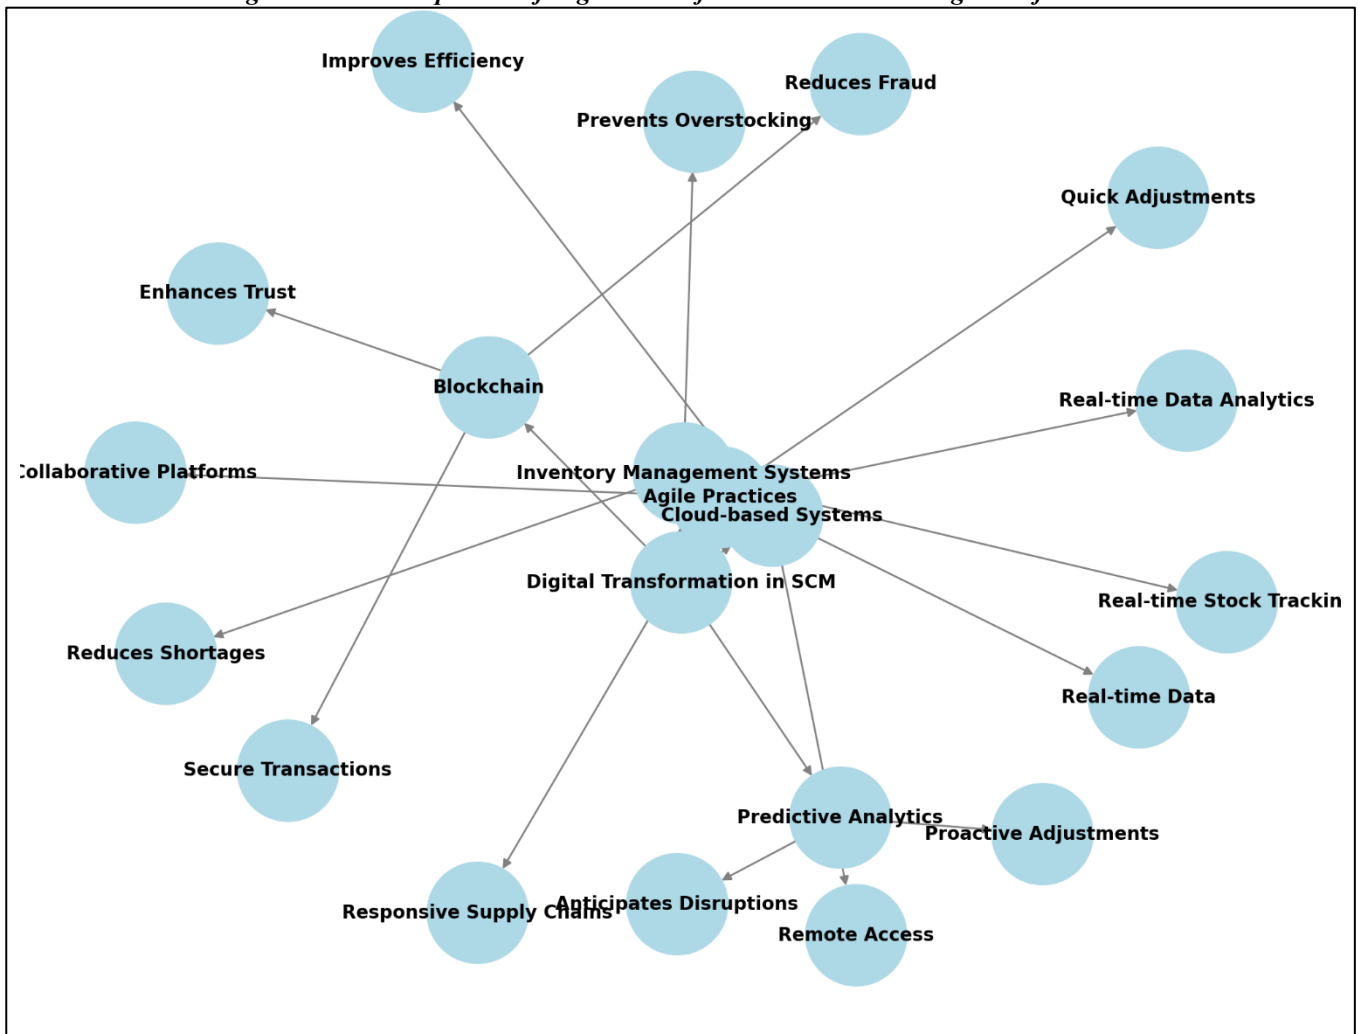 Improves Efficiency
Reduces Fraud
Prevents Overstocking
Quick Adjustments
Enhances Trust
Blockchain
Real-time Data Analytics
Collaborative Platforms
Inventory Management Systems
Agile Practices
Cloud-based Systems
Digital Transformation in SCM
Real-time Stock Trackin
Reduces Shortages
Real-time Data
Secure Transactions
Predictive Analytics
Proactive Adjustments
Anticipates Disruptions
Responsive Supply Chains
Remote Access